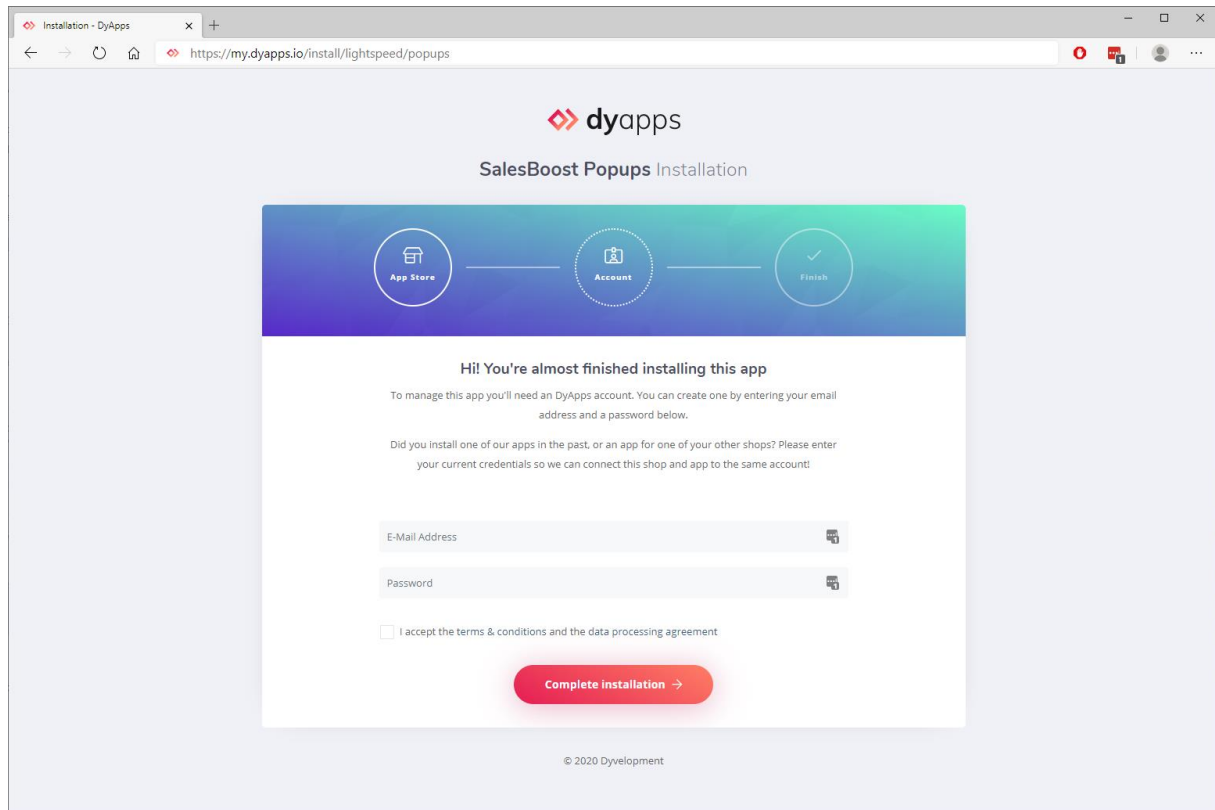 Installation - DyApps
https://my.dyapps.io/install/lightspeed/popups
1
dyapps
SalesBoost Popups Installation
App Store
Account
Finish
Hi! You're almost finished installing this app
To manage this app you'll need an DyApps account. You can create one by entering your email
address and a password below.
Did you install one of our apps in the past, or an app for one of your other shops? Please enter
your current credentials so we can connect this shop and app to the same account!
E-Mail Address
1
Password
1
I accept the terms & conditions and the data processing agreement
Complete installation →
© 2020 Dyvelopment